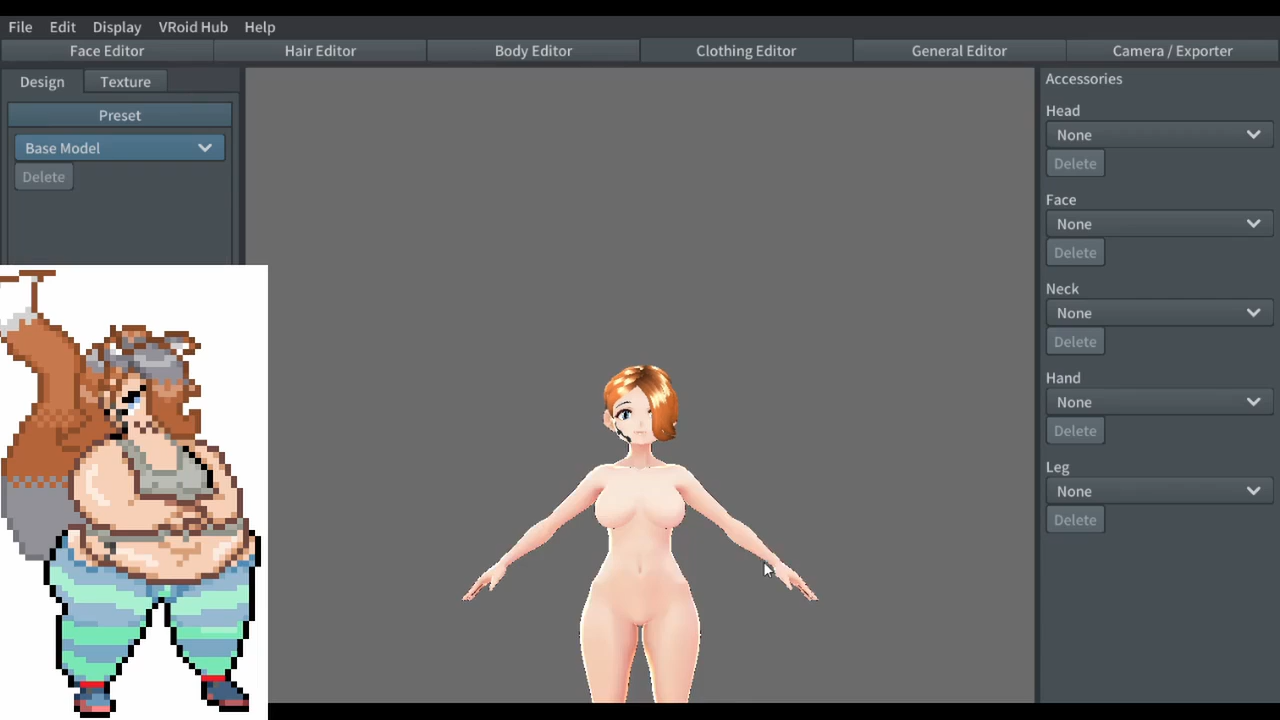 File Edit Display VRoid Hub Help
Face Editor Hair Editor Body Editor Clothing Editor General Editor Camera / Exporter
Design Texture
Preset
Base Model
Delete
Accessories
Head
None
Delete
Face
None
Delete
Neck
None
Delete
Hand
None
Delete
Leg
None
Delete